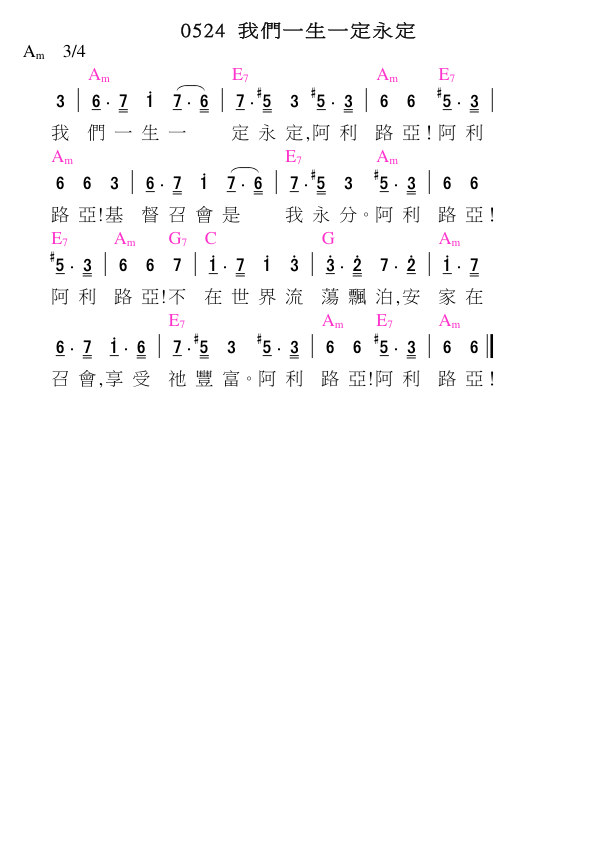 0524 我們一生一定永定
Am 3/4
Am E7 Am E7
3 | 6 · 7 1̇ 7 · 6 | 7 · #5 3 #5 · 3 | 6 6 #5 · 3 |
我 們 一 生 一 定 永 定,阿 利 路 亞!阿 利
Am E7 Am
6 6 3 | 6 · 7 1̇ 7 · 6 | 7 · #5 3 #5 · 3 | 6 6
路 亞!基 督 召 會 是 我 永 分。阿 利 路 亞!
E7 Am G7 C G Am
#5 · 3 | 6 6 7 | 1̇ · 7 1̇ 3̇ | 3̇ · 2̇ 7 · 2̇ | 1̇ · 7
阿 利 路 亞!不 在 世 界 流 蕩 飄 泊,安 家 在
E7 Am E7 Am
6 · 7 1̇ · 6 | 7 · #5 3 #5 · 3 | 6 6 #5 · 3 | 6 6 ‖
召 會,享 受 祂 豐 富。阿 利 路 亞!阿 利 路 亞!